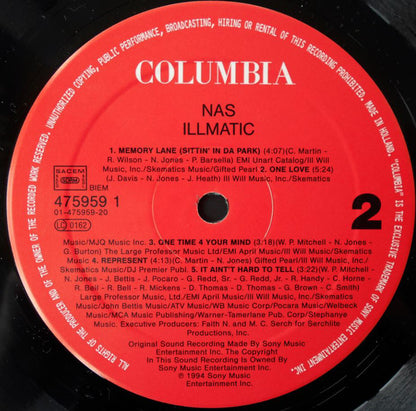 UNAUTHORIZED COPYING, PUBLIC PERFORMANCE, BROADCASTING, HIRING OR RENTAL OF THIS RECORDING PROHIBITED. MADE IN HOLLAND.
COLUMBIA
NAS
ILLMATIC
1. MEMORY LANE (SITTIN' IN DA PARK) (4:07)(C. Martin -
R. Wilson - N. Jones - P. Barsella) EMI Unart Catalog/Ill Will
Music Inc./Skematics Music/Gifted Pearl 2. ONE LOVE (5:24)
(J. Davis - N. Jones - J. Heath) Ill Will Music Inc./Skematics
SACEM
SDRM
BIEM
475959 1
01-475959-20
LC 0162
2
Music/MJQ Music Inc. 3. ONE TIME 4 YOUR MIND (3:18)(W. P. Mitchell - N. Jones -
G. Burton) The Large Professor Music Ltd/EMI April Music/Ill Will Music Inc./Skematics
Music 4. REPRESENT (4:13)(C. Martin - N. Jones) Gifted Pearl/Ill Will Music, Inc./
Skematics Music/DJ Premier Publ. 5. IT AIN'T HARD TO TELL (3:22)(W. P. Mitchell -
N. Jones - J. Bettis - J. Pocaro - G. Redd, Sr. - G. Redd, Jr. - R. Handy - C. Horne -
R. Bell - R. Bell - R. Mickens - D. Thomas - D. Thomas - G. Brown - C. Smith)
Large Professor Music, Ltd/EMI April Music/Ill Will Music Inc./Skematics
Music/John Bettis Music/ATV Music/WB Music Corp/Pocaro Music/Welbeck
Music/MCA Music Publishing/Warner-Tamerlane Pub. Corp/Stephanye
Music. Executive Producers: Faith N. and M. C. Serch for Serchlite
Productions, Inc.
Original Sound Recording Made By Sony Music
Entertainment Inc. The Copyright
In This Sound Recording Is Owned By
Sony Music Entertainment Inc.
℗ 1994 Sony Music
Entertainment Inc.
ALL RIGHTS OF THE PRODUCER AND OF THE OWNER OF THE RECORDED WORK RESERVED.
"COLUMBIA" IS THE EXCLUSIVE TRADEMARK OF SONY MUSIC ENTERTAINMENT INC.